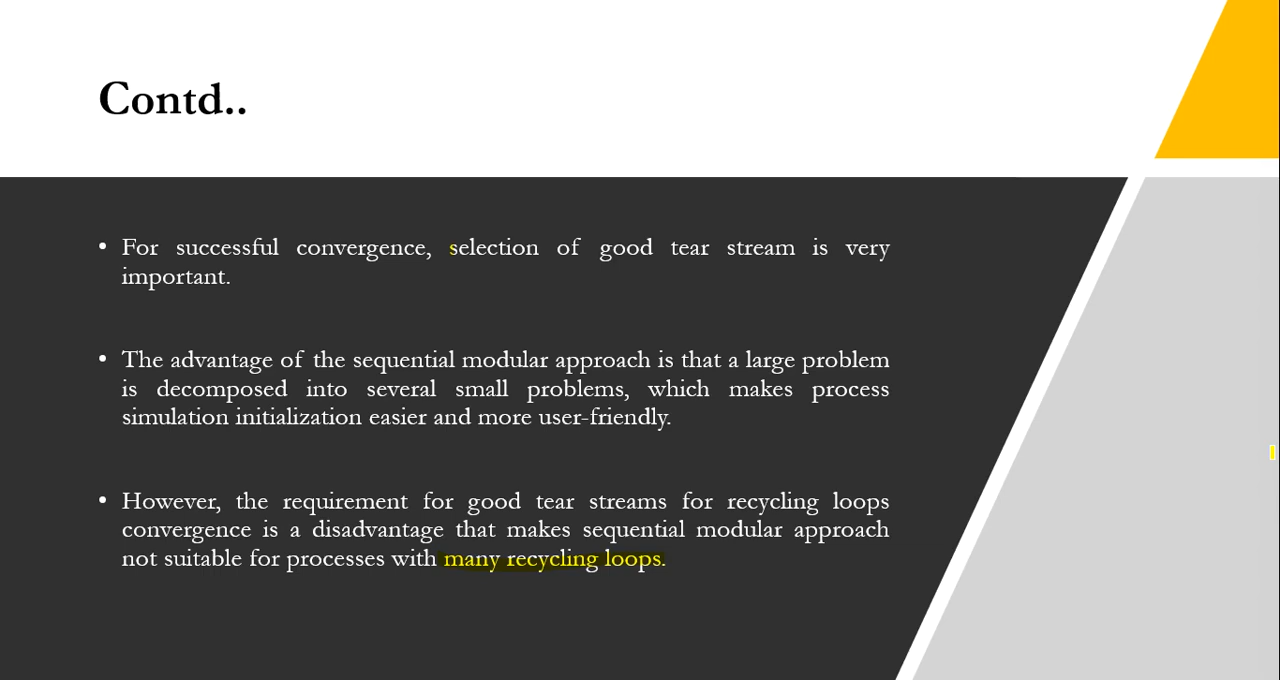 Contd..
• For successful convergence, selection of good tear stream is very
important.
• The advantage of the sequential modular approach is that a large problem
is decomposed into several small problems, which makes process
simulation initialization easier and more user-friendly.
• However, the requirement for good tear streams for recycling loops
convergence is a disadvantage that makes sequential modular approach
not suitable for processes with many recycling loops.